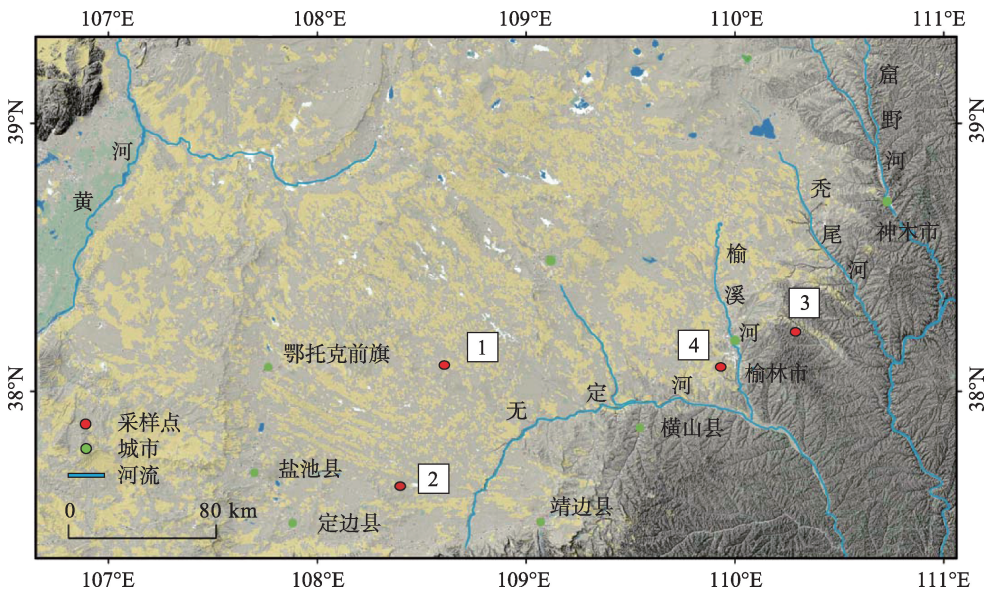 107°E 108°E 109°E 110°E 111°E
39°N 39°N
38°N 38°N
黄河
窟野河
秃尾河
神木市
榆溪河
3
1
4
鄂托克前旗
榆林市
无定河
横山县
采样点
城市
河流
盐池县
2
靖边县
定边县
0 80 km
107°E 108°E 109°E 110°E 111°E